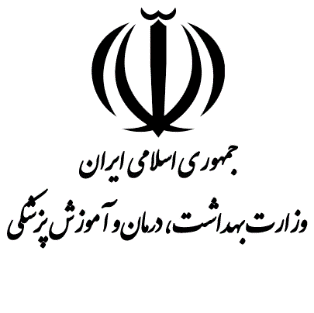 جمهوری اسلامی ایران
وزارت بهداشت، درمان و آموزش پزشکی